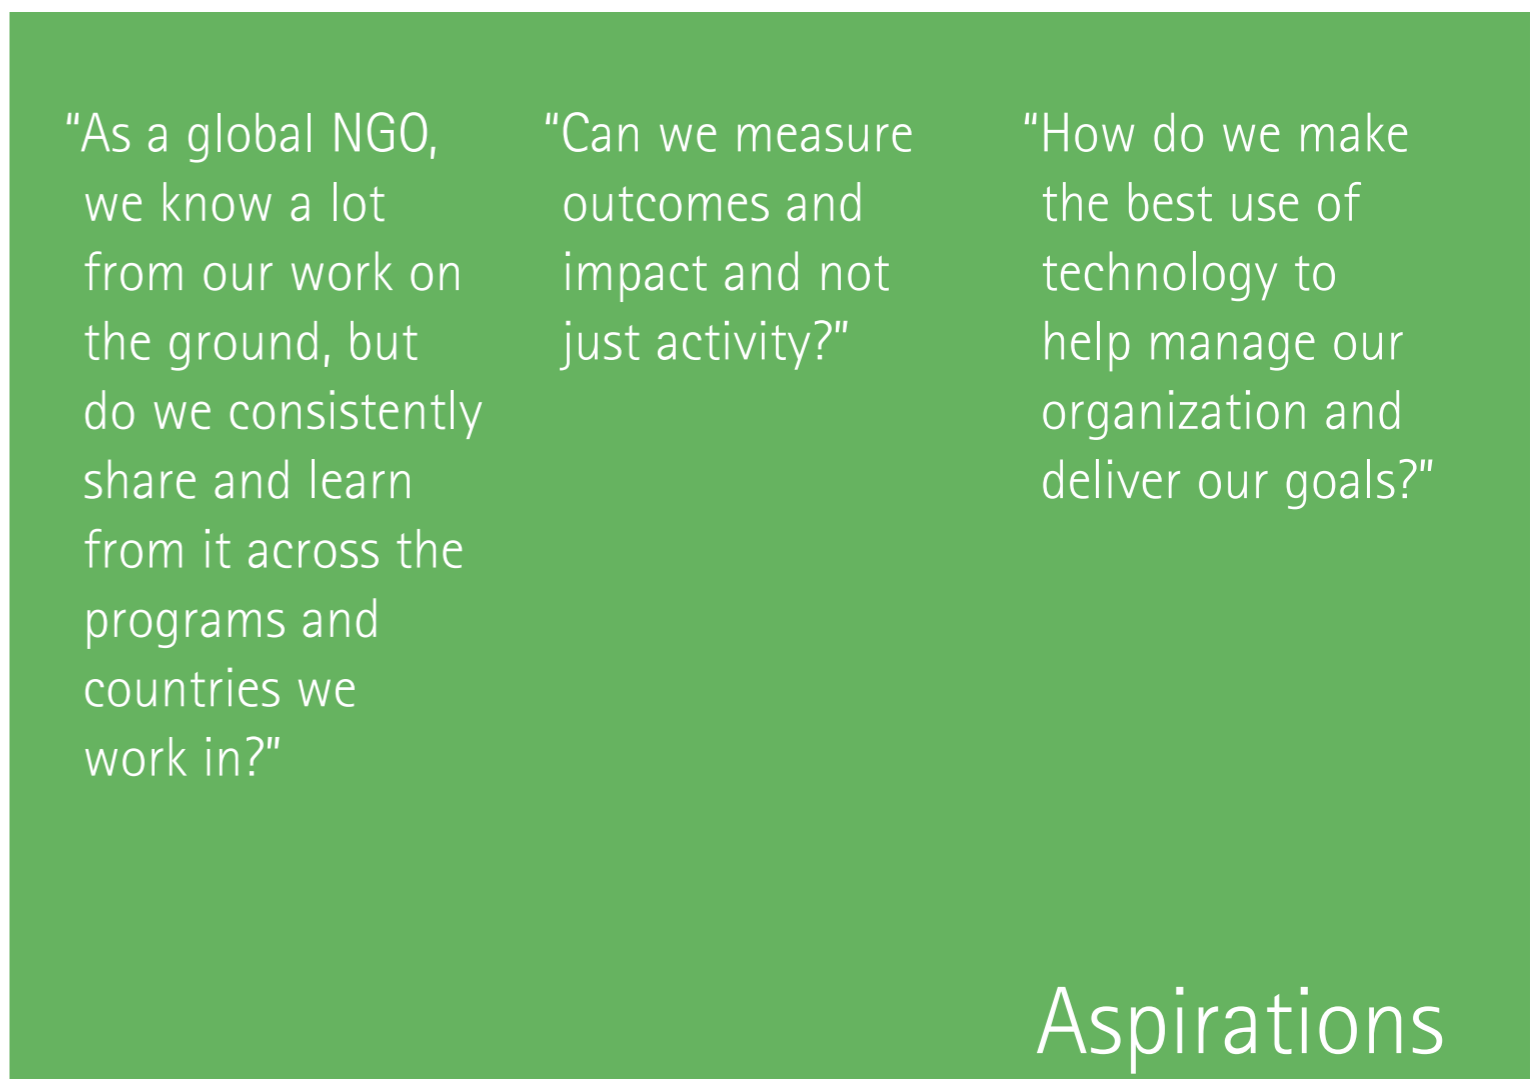 “As a global NGO,
we know a lot
from our work on
the ground, but
do we consistently
share and learn
from it across the
programs and
countries we
work in?”
“Can we measure
outcomes and
impact and not
just activity?”
“How do we make
the best use of
technology to
help manage our
organization and
deliver our goals?”
Aspirations